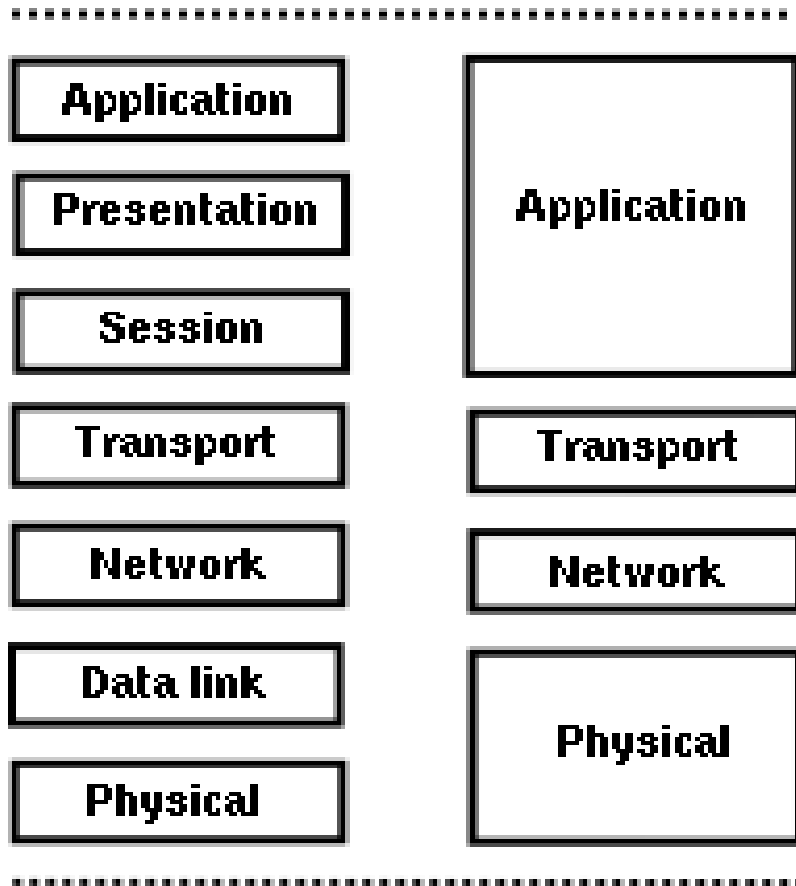 Application
Presentation
Session
Transport
Network
Data link
Physical
Application
Transport
Network
Physical